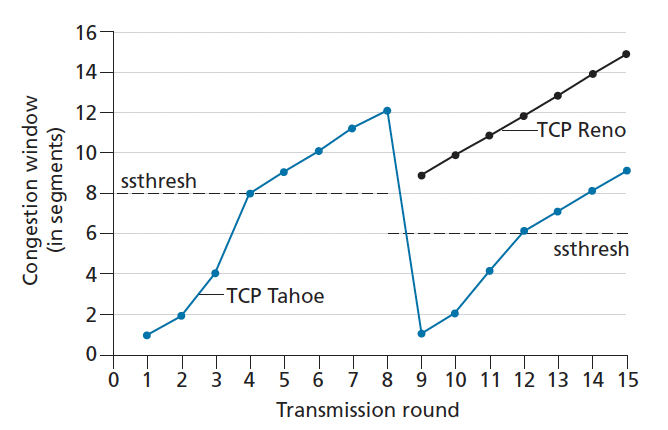 16
14
12
10
8
6
4
2
0
Congestion window
(in segments)
ssthresh
TCP Reno
ssthresh
TCP Tahoe
0 1 2 3 4 5 6 7 8 9 10 11 12 13 14 15
Transmission round